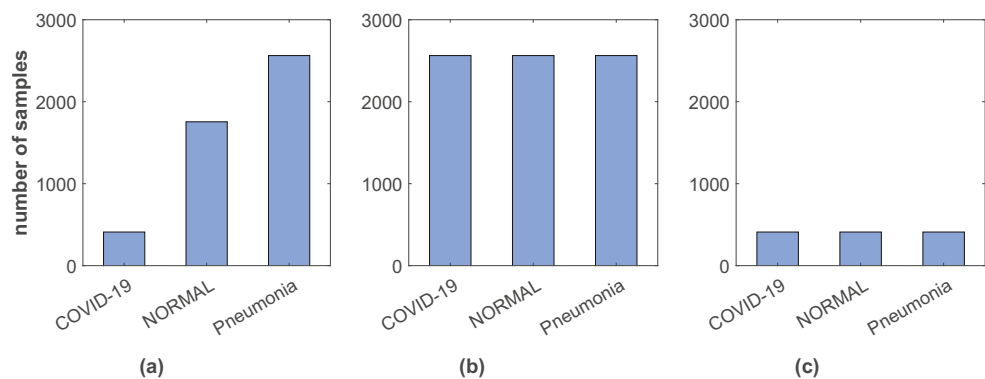 number of samples
3000
2000
1000
0
COVID-19
NORMAL
Pneumonia
(a)
3000
2000
1000
0
COVID-19
NORMAL
Pneumonia
(b)
3000
2000
1000
0
COVID-19
NORMAL
Pneumonia
(c)